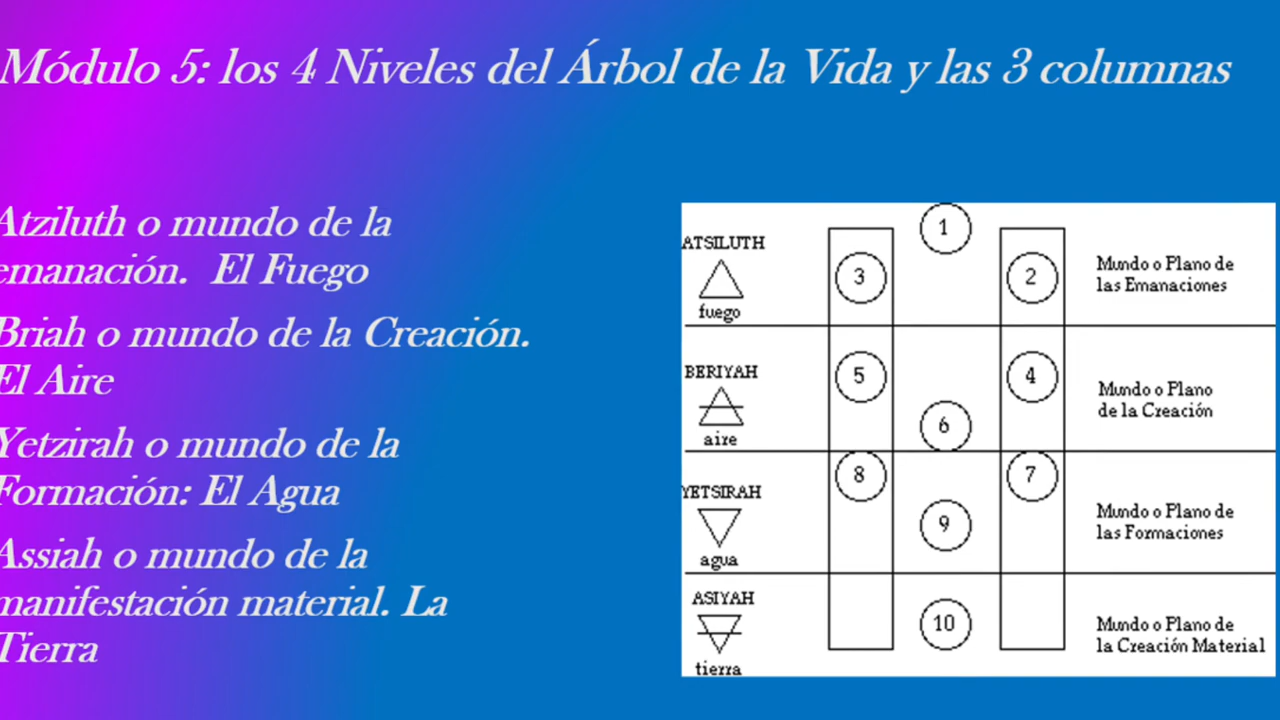 Módulo 5: los 4 Niveles del Árbol de la Vida y las 3 columnas
Atziluth o mundo de la
emanación. El Fuego
Briah o mundo de la Creación.
El Aire
Yetzirah o mundo de la
Formación: El Agua
Assiah o mundo de la
manifestación material. La
Tierra
ATSILUTH
fuego
1
3
2
Mundo o Plano de
las Emanaciones
BERIYAH
aire
5
4
6
Mundo o Plano
de la Creación
YETSIRAH
agua
8
7
9
Mundo o Plano de
las Formaciones
ASIYAH
tierra
10
Mundo o Plano de
la Creación Material